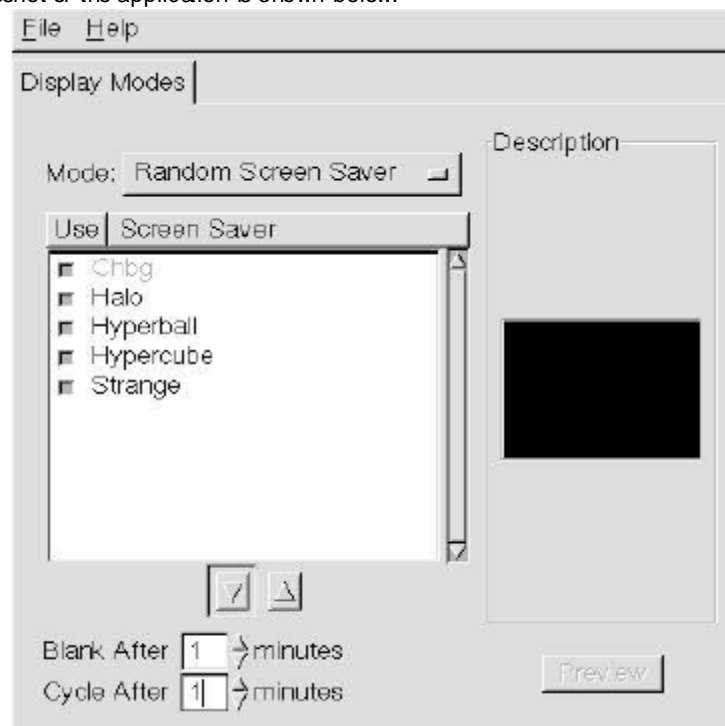 File Help
Display Modes
Description
Mode: Random Screen Saver
Use Screen Saver
Chbg
Halo
Hyperball
Hypercube
Strange
Blank After 1 minutes
Cycle After 1 minutes
Preview